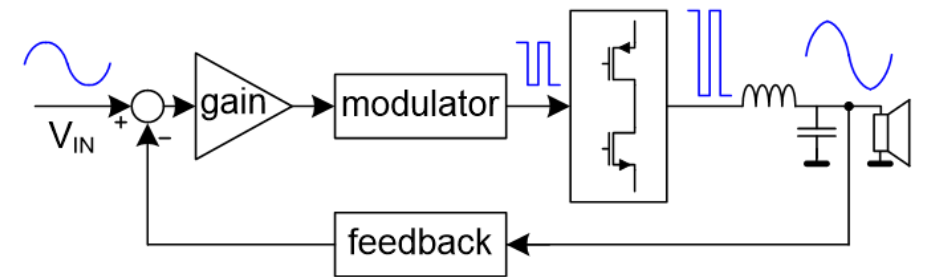 gain
modulator
+
−
V_IN
feedback